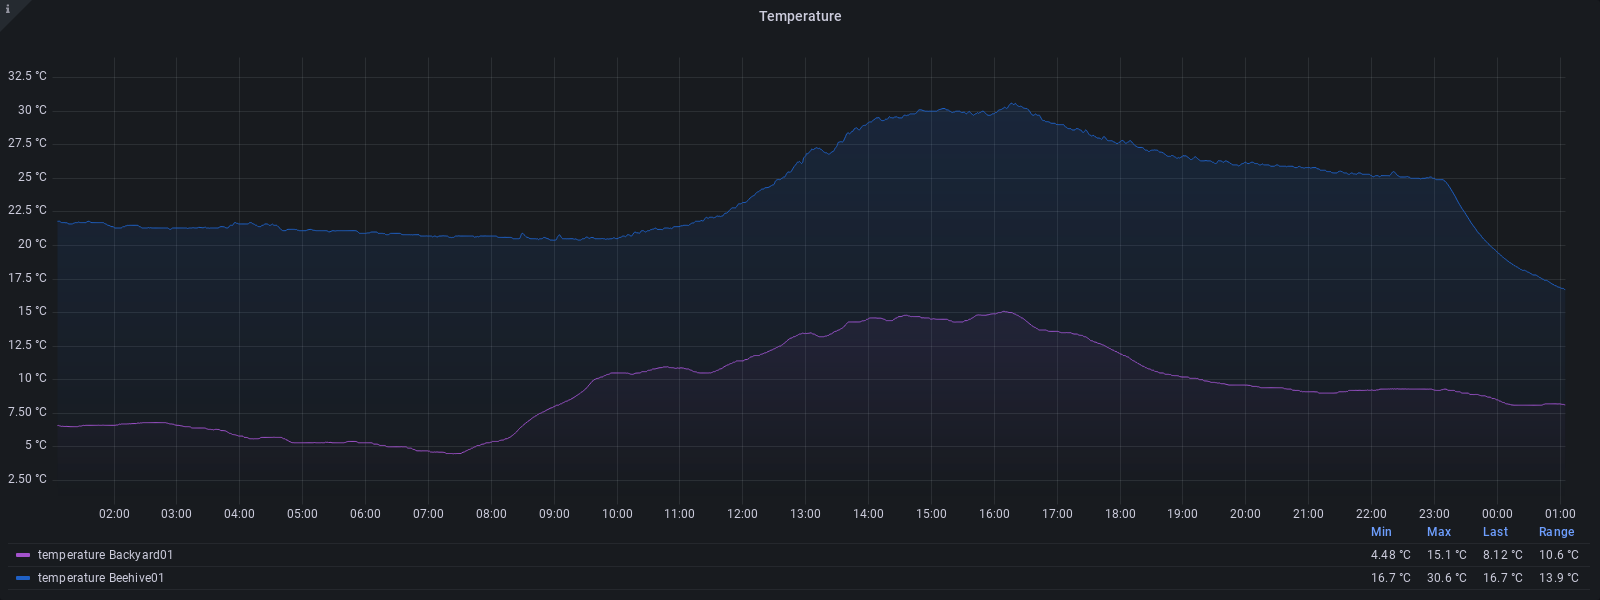 i
Temperature
32.5 °C
30 °C
27.5 °C
25 °C
22.5 °C
20 °C
17.5 °C
15 °C
12.5 °C
10 °C
7.50 °C
5 °C
2.50 °C
02:00 03:00 04:00 05:00 06:00 07:00 08:00 09:00 10:00 11:00 12:00 13:00 14:00 15:00 16:00 17:00 18:00 19:00 20:00 21:00 22:00 23:00 00:00 01:00
Min Max Last Range
temperature Backyard01 4.48 °C 15.1 °C 8.12 °C 10.6 °C
temperature Beehive01 16.7 °C 30.6 °C 16.7 °C 13.9 °C